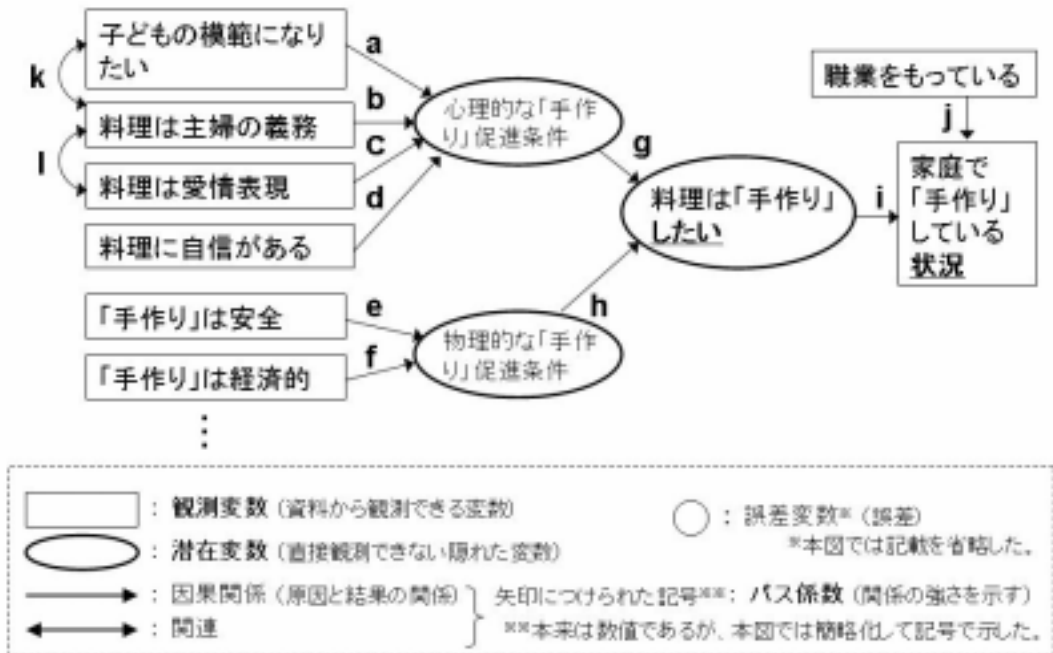 子どもの模範になり
たい
a
k
料理は主婦の義務
b
心理的な「手作
り」促進条件
職業をもっている
j
l
料理は愛情表現
c
g
d
料理は「手作り」
したい
i
家庭で
「手作り」
している
状況
料理に自信がある
「手作り」は安全
e
h
物理的な「手作
り」促進条件
「手作り」は経済的
f
⋮
: 観測変数 (資料から観測できる変数)
: 誤差変数※ (誤差)
※本図では記載を省略した。
: 潜在変数 (直接観測できない隠れた変数)
: 因果関係 (原因と結果の関係)
矢印につけられた記号※※: パス係数 (関係の強さを示す)
: 関連
※※本来は数値であるが、本図では簡略化して記号で示した。